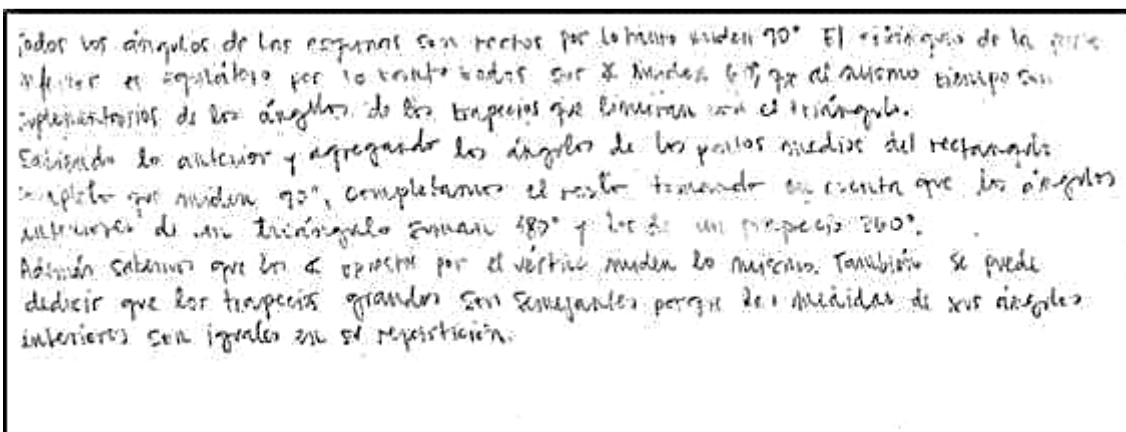 Todos los ángulos de las esquinas son rectos por lo tanto miden 90° El triángulo de la parte
inferior es equilátero por lo tanto todos sus ∡ miden 60°, que al mismo tiempo son
suplementarios de los ángulos de los trapecios que limitan con el triángulo.
Sabiendo lo anterior y agregando los ángulos de los puntos medios del rectangulo
completo que miden 90°, completamos el resto tomando en cuenta que los ángulos
interiores de un triángulo suman 180° y los de un trapecio 360°.
Además sabemos que los ∡ opuestos por el vértice miden lo mismo. También se puede
dedicir que los trapecios grandes son semejantes porque las medidas de sus ángulos
interiores son iguales en su